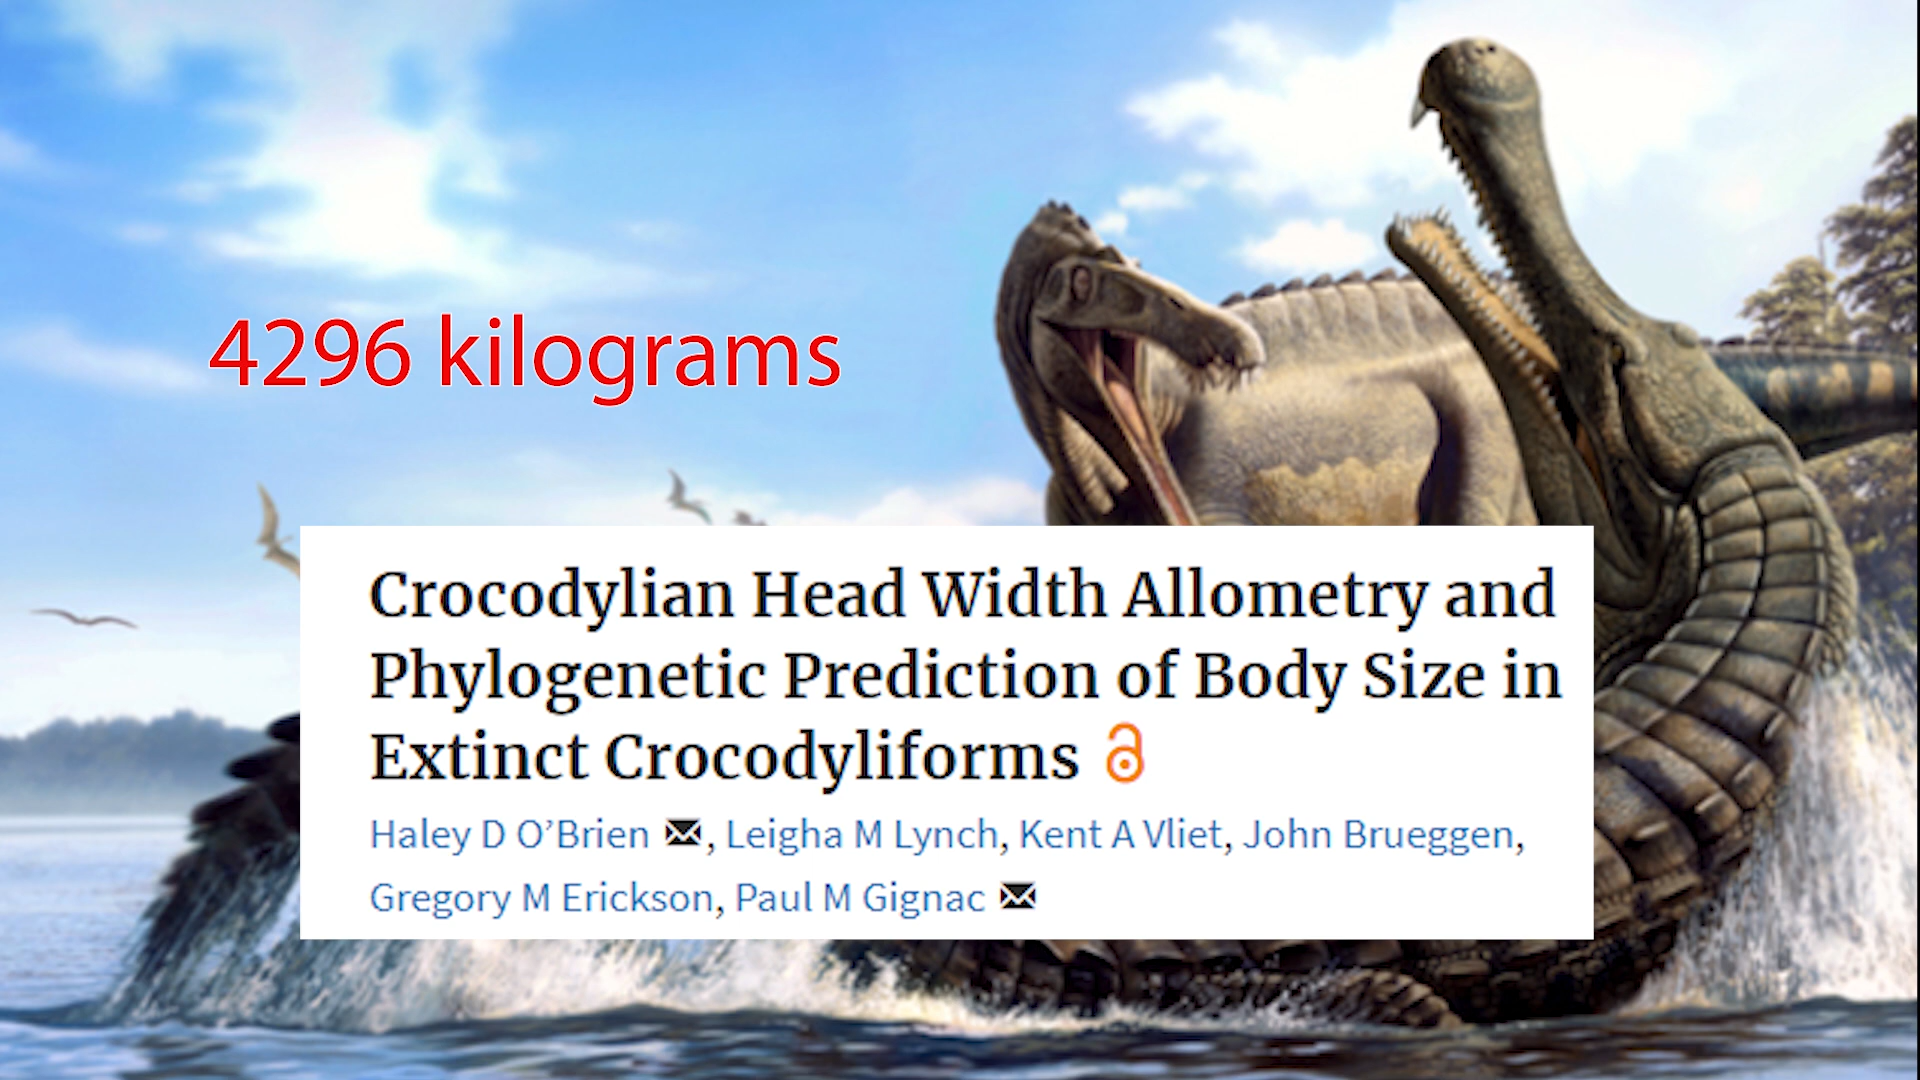 4296 kilograms
Crocodylian Head Width Allometry and
Phylogenetic Prediction of Body Size in
Extinct Crocodyliforms
Haley D O’Brien , Leigha M Lynch, Kent A Vliet, John Brueggen,
Gregory M Erickson, Paul M Gignac